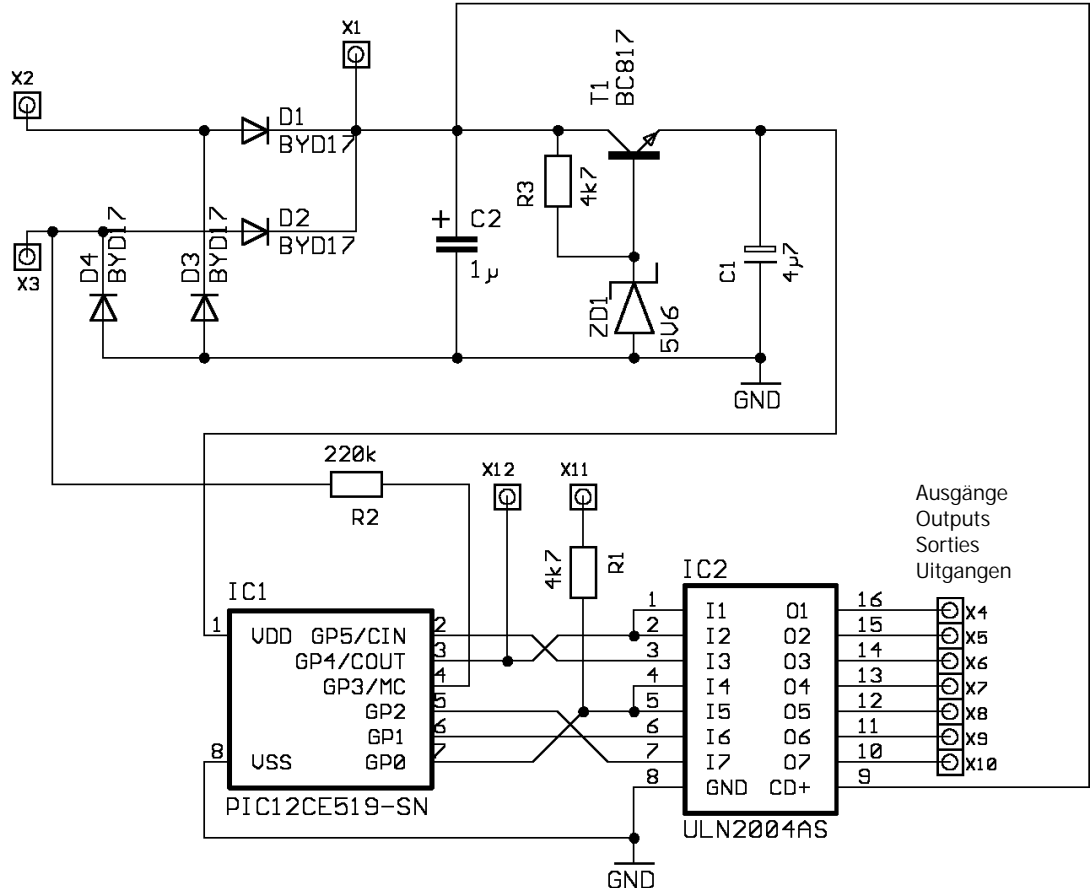 X1
X2
D1
BYD17
D2
BYD17
X3
D4
BYD17
D3
BYD17
+
C2
1µ
R3
4k7
T1
BC817
ZD1
5V6
C1
4µ7
GND
220k
R2
X12
X11
4k7
R1
Ausgänge
Outputs
Sorties
Uitgangen
IC1
1 VDD GP5/CIN 2
GP4/COUT 3
GP3/MC 4
GP2 5
GP1 6
8 VSS GP0 7
PIC12CE519-SN
IC2
1 I1 O1 16 X4
2 I2 O2 15 X5
3 I3 O3 14 X6
4 I4 O4 13 X7
5 I5 O5 12 X8
6 I6 O6 11 X9
7 I7 O7 10 X10
8 GND CD+ 9
ULN2004AS
GND